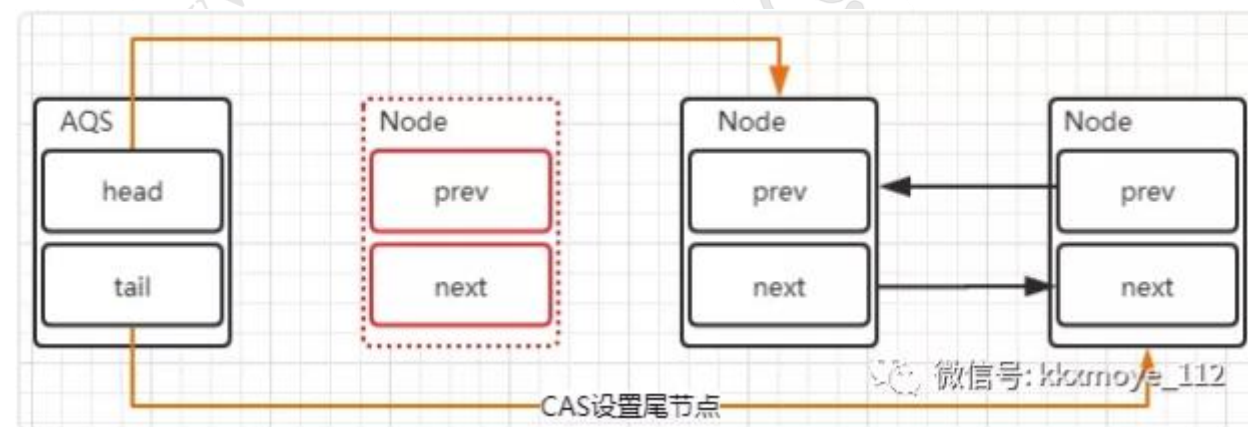 AQS
Node
Node
Node
head
prev
prev
prev
tail
next
next
next
微信号: kkxmoye_112
CAS设置尾节点